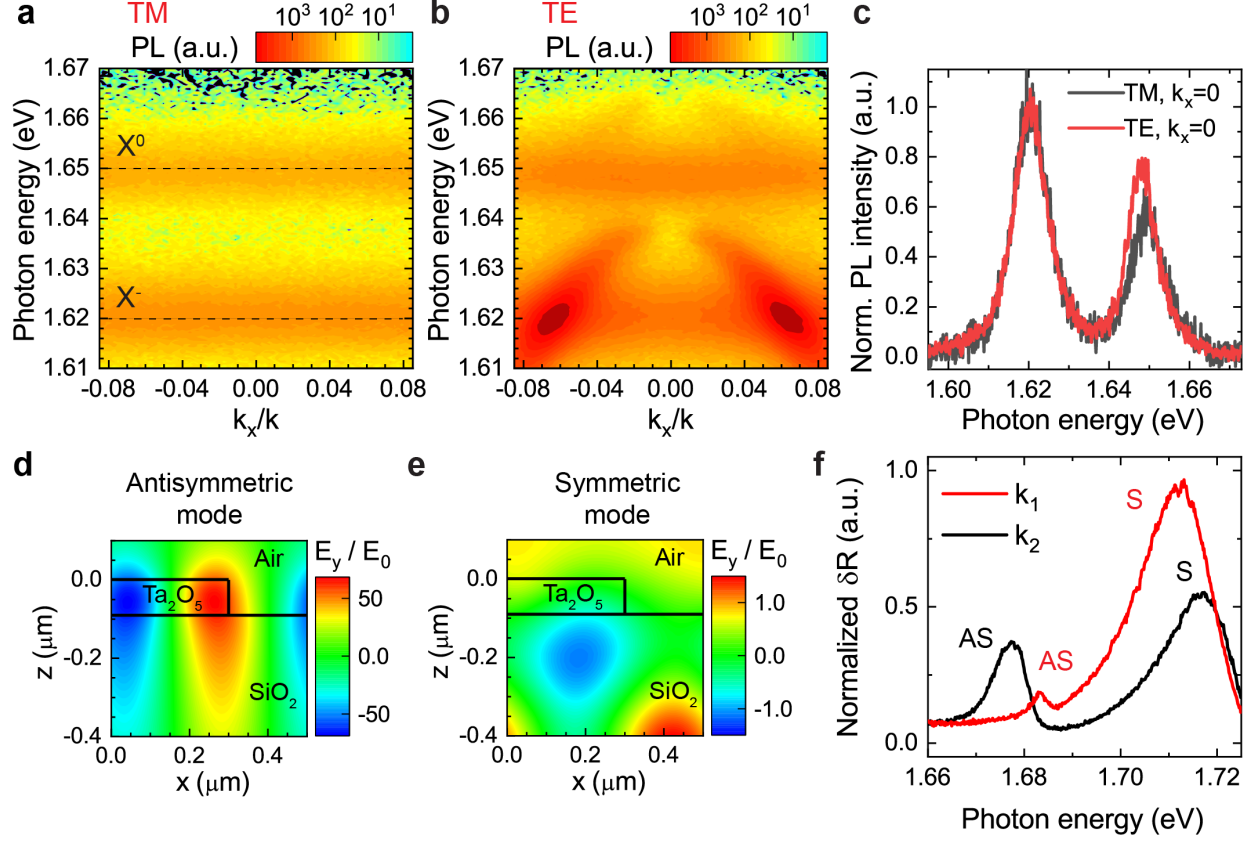 a
TM
10³ 10² 10¹
PL (a.u.)
1.67
1.66
1.65
1.64
1.63
1.62
1.61
Photon energy (eV)
X⁰
X⁻
-0.08 -0.04 0.00 0.04 0.08
kₓ/k
b
TE
10³ 10² 10¹
PL (a.u.)
1.67
1.66
1.65
1.64
1.63
1.62
1.61
Photon energy (eV)
-0.08 -0.04 0.00 0.04 0.08
kₓ/k
c
Norm. PL intensity (a.u.)
1.0
0.8
0.6
0.4
0.2
0.0
TM, kₓ=0
TE, kₓ=0
1.60 1.62 1.64 1.66
Photon energy (eV)
d
Antisymmetric
mode
Air
Ta₂O₅
SiO₂
0.0
-0.2
-0.4
z (μm)
0.0 0.4
x (μm)
E_y / E₀
50
0.0
-50
e
Symmetric
mode
Air
Ta₂O₅
SiO₂
0.0
-0.2
-0.4
z (μm)
0.0 0.2 0.4
x (μm)
E_y / E₀
1.0
0.0
-1.0
f
Normalized δR (a.u.)
1.0
0.5
0.0
k₁
k₂
S
S
AS
AS
1.66 1.68 1.70 1.72
Photon energy (eV)